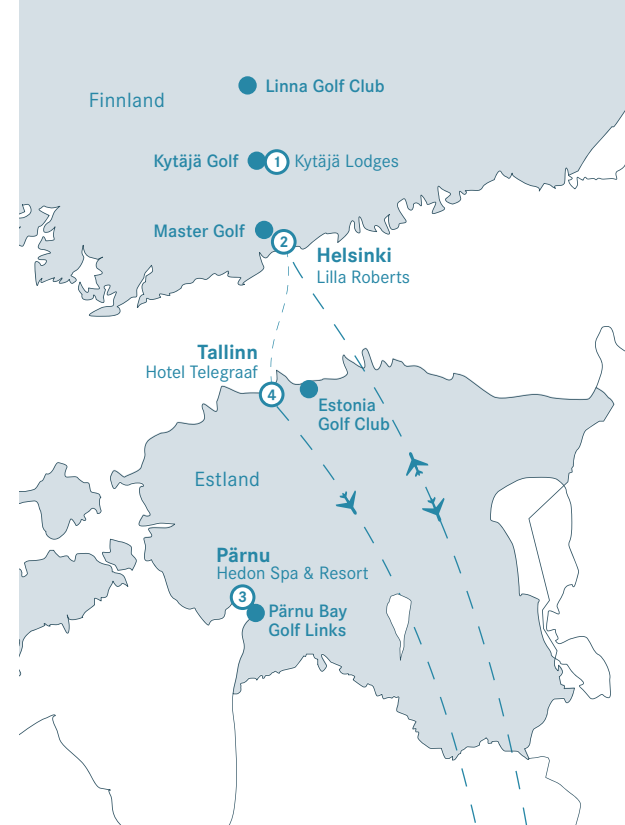 Linna Golf Club
Finnland
Kytäjä Golf
1
Kytäjä Lodges
Master Golf
2
Helsinki
Lilla Roberts
Tallinn
Hotel Telegraaf
4
Estonia
Golf Club
Estland
Pärnu
Hedon Spa & Resort
3
Pärnu Bay
Golf Links